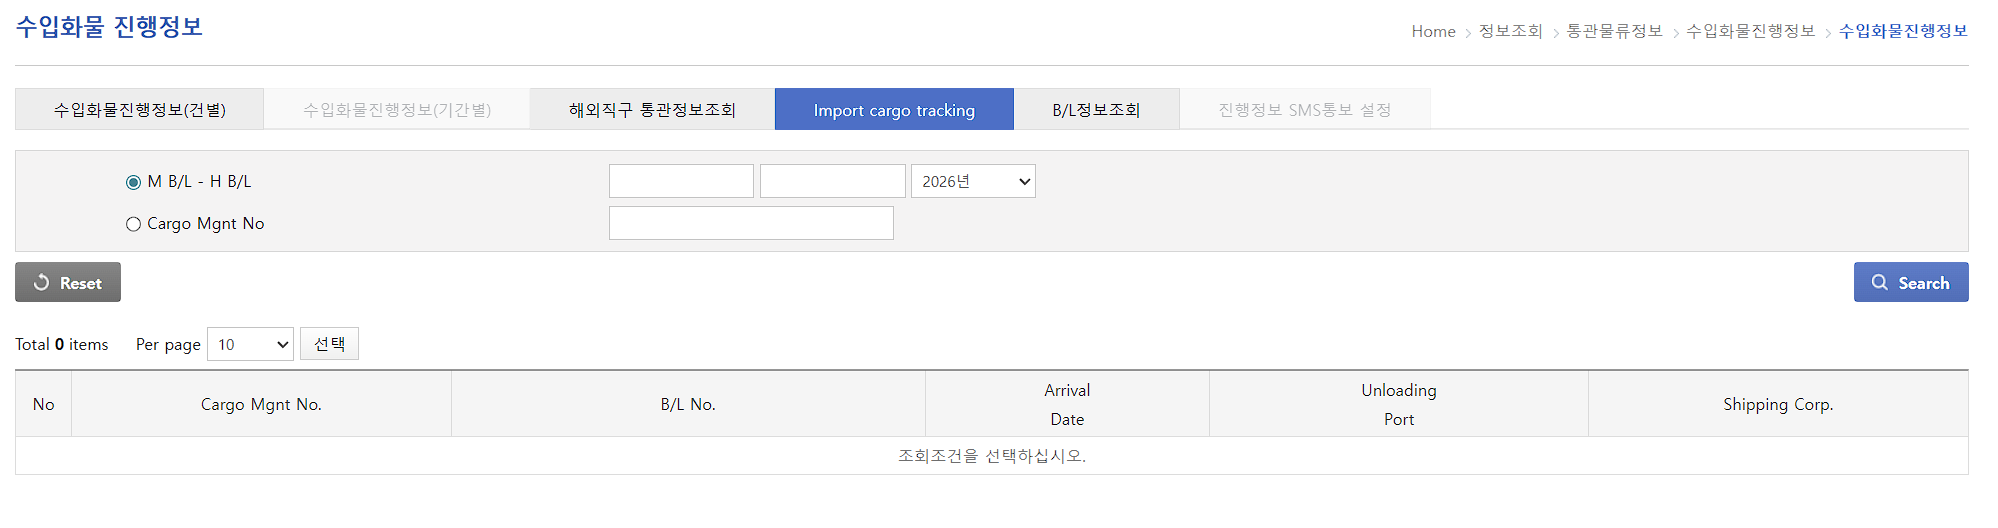 수입화물 진행정보
Home > 정보조회 > 통관물류정보 > 수입화물진행정보 > 수입화물진행정보
수입화물진행정보(건별) 수입화물진행정보(기간별) 해외직구 통관정보조회 Import cargo tracking B/L정보조회 진행정보 SMS통보 설정
M B/L - H B/L 2026년
Cargo Mgnt No
Reset Search
Total 0 items Per page 10 선택
No Cargo Mgnt No. B/L No. Arrival Date Unloading Port Shipping Corp.
조회조건을 선택하십시오.